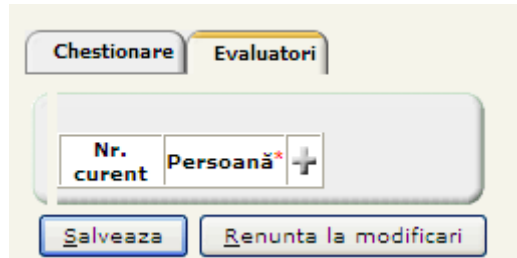 Chestionare Evaluatori
Nr. curent Persoană*
Salveaza Renunta la modificari